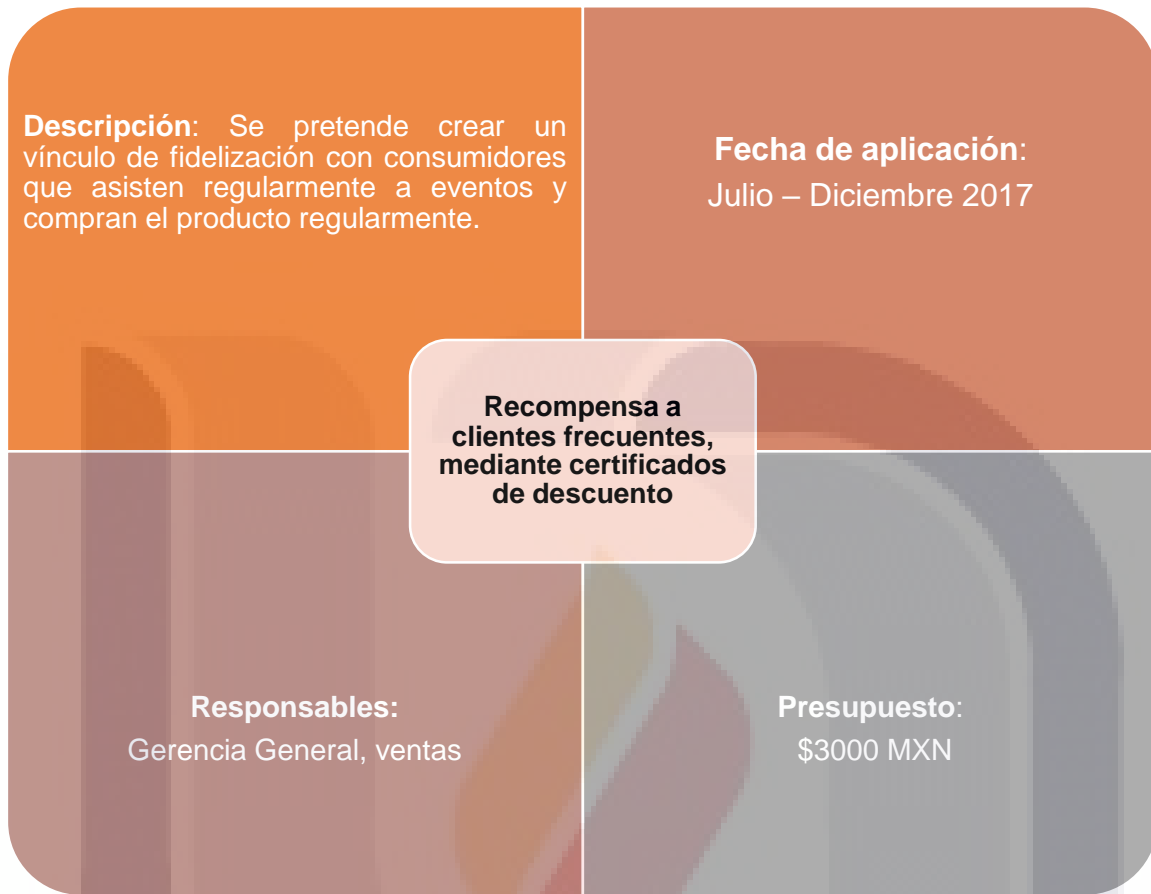 Descripción: Se pretende crear un
vínculo de fidelización con consumidores
que asisten regularmente a eventos y
compran el producto regularmente.
Fecha de aplicación:
Julio – Diciembre 2017
Recompensa a
clientes frecuentes,
mediante certificados
de descuento
Responsables:
Gerencia General, ventas
Presupuesto:
$3000 MXN